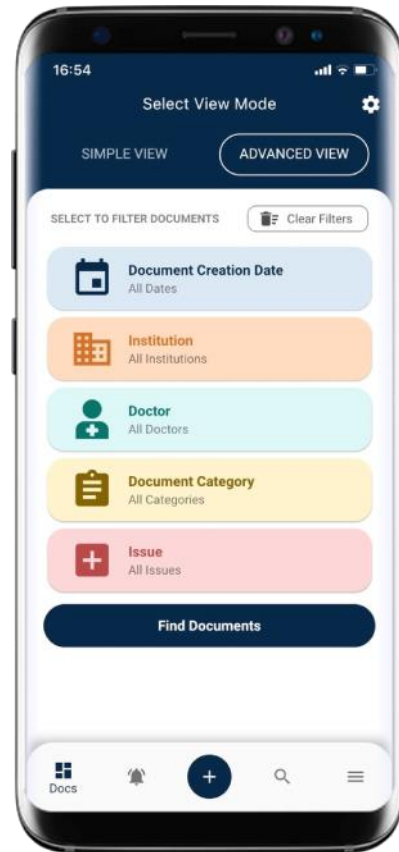 16:54
Select View Mode
SIMPLE VIEW
ADVANCED VIEW
SELECT TO FILTER DOCUMENTS
Clear Filters
Document Creation Date
All Dates
Institution
All Institutions
Doctor
All Doctors
Document Category
All Categories
Issue
All Issues
Find Documents
Docs